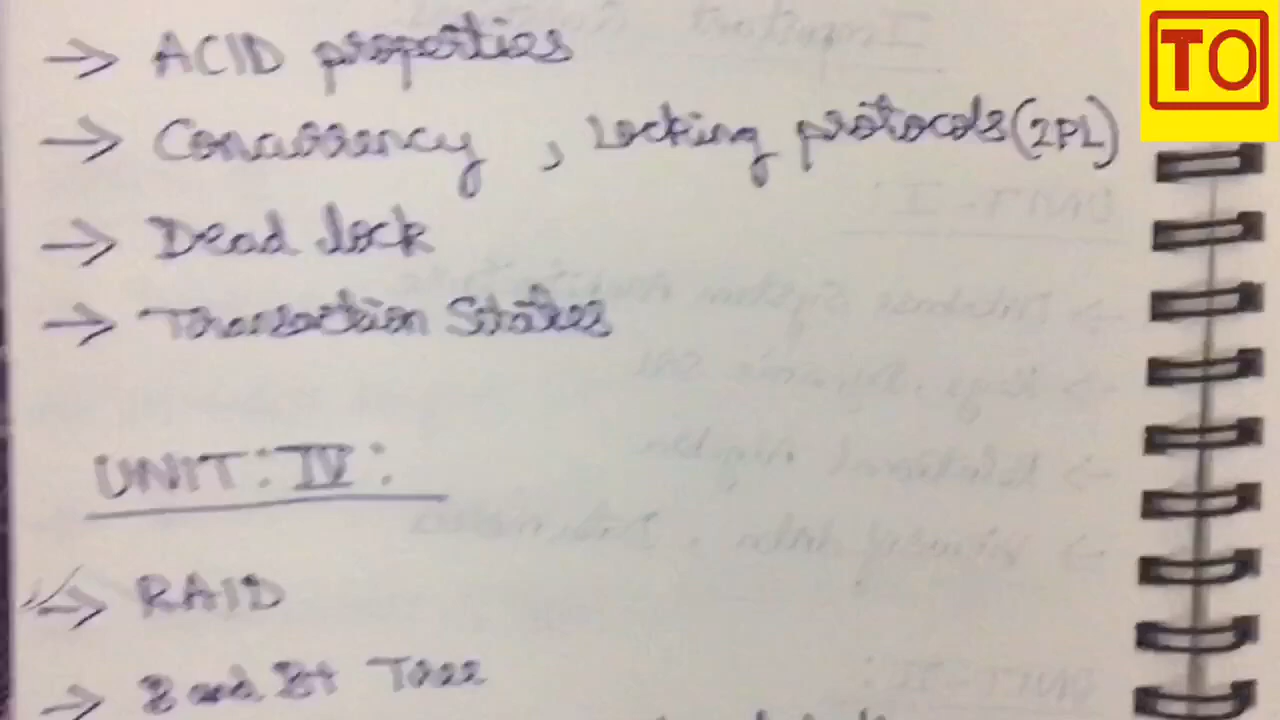 TO
→ ACID properties
→ Concurrency , Locking protocols (2PL)
→ Dead lock
→ Transaction States
UNIT : IV :
→ RAID
→ B and B+ Tree